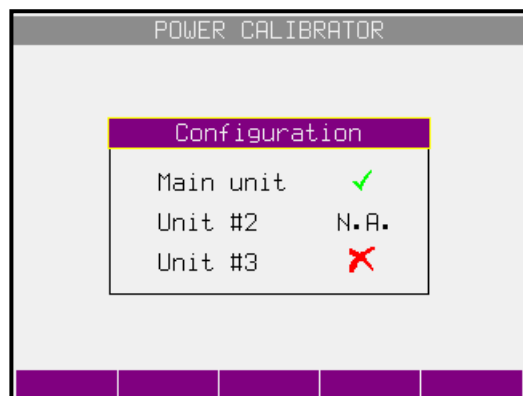 POWER CALIBRATOR
Configuration
Main unit ✓
Unit #2 N.A.
Unit #3 ✗